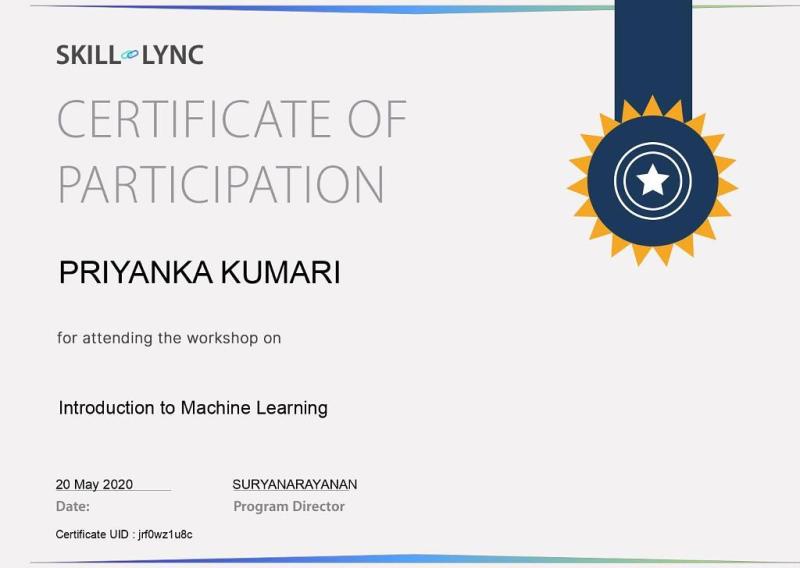 SKILL LYNC
CERTIFICATE OF
PARTICIPATION
PRIYANKA KUMARI
for attending the workshop on
Introduction to Machine Learning
20 May 2020 SURYANARAYANAN
Date: Program Director
Certificate UID : jrf0wz1u8c